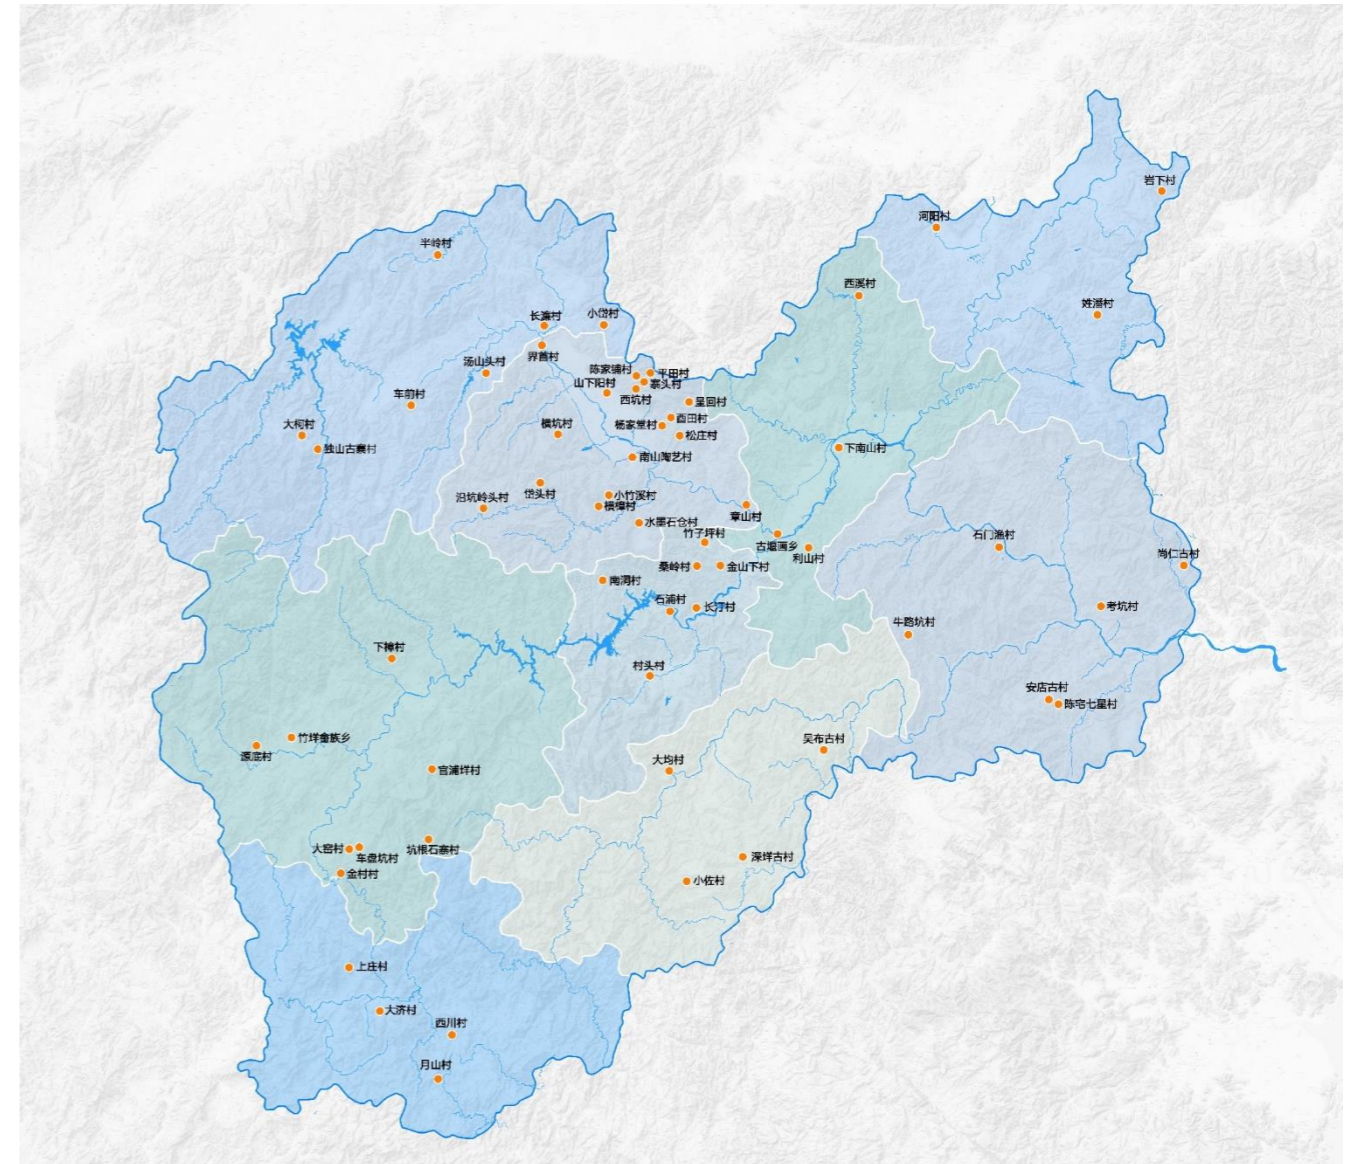 岩下村
河阳村
半岭村
西溪村
姓潘村
长濂村
小岱村
界首村
汤山头村
陈家铺村
平田村
寨头村
山下阳村
西坑村
车前村
呈回村
酉田村
杨家堂村
大柯村
横坑村
松庄村
独山古寨村
下南山村
南山陶艺村
岱头村
沿坑岭头村
小竹溪村
横樟村
章山村
水墨石仓村
竹子坪村
石门渔村
古堰画乡
利山村
尚仁古村
桑岭村
金山下村
南洞村
石浦村
长汀村
考坑村
牛路坑村
下樟村
村头村
安店古村
陈宅七星村
竹垟畲族乡
源底村
吴布古村
大均村
官浦垟村
大窑村
车盘坑村
坑根石寨村
深垟古村
金村村
小佐村
上庄村
大济村
西川村
月山村